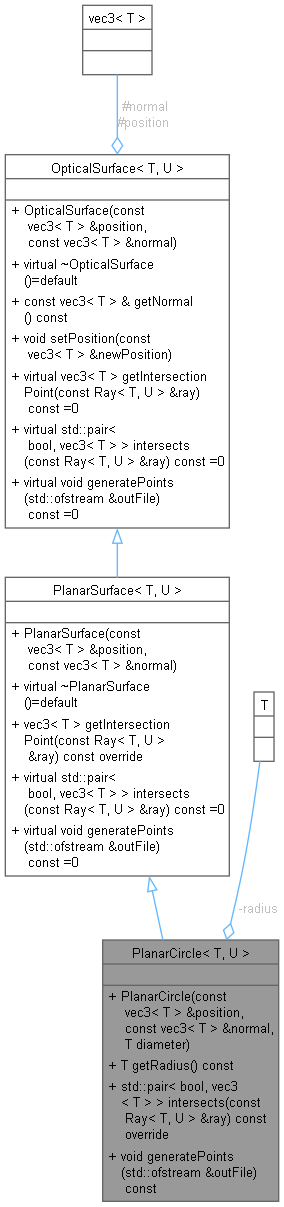 vec3< T >
#normal
#position
OpticalSurface< T, U >
+ OpticalSurface(const
vec3< T > &position,
const vec3< T > &normal)
+ virtual ~OpticalSurface
()=default
+ const vec3< T > & getNormal
() const
+ void setPosition(const
vec3< T > &newPosition)
+ virtual vec3< T > getIntersection
Point(const Ray< T, U > &ray)
const =0
+ virtual std::pair<
bool, vec3< T > > intersects
(const Ray< T, U > &ray) const =0
+ virtual void generatePoints
(std::ofstream &outFile)
const =0
PlanarSurface< T, U >
+ PlanarSurface(const
vec3< T > &position,
const vec3< T > &normal)
+ virtual ~PlanarSurface
()=default
+ vec3< T > getIntersection
Point(const Ray< T, U >
&ray) const override
+ virtual std::pair<
bool, vec3< T > > intersects
(const Ray< T, U > &ray) const =0
+ virtual void generatePoints
(std::ofstream &outFile)
const =0
T
-radius
PlanarCircle< T, U >
+ PlanarCircle(const
vec3< T > &position,
const vec3< T > &normal,
T diameter)
+ T getRadius() const
+ std::pair< bool, vec3
< T > > intersects(const
Ray< T, U > &ray) const
override
+ void generatePoints
(std::ofstream &outFile)
const